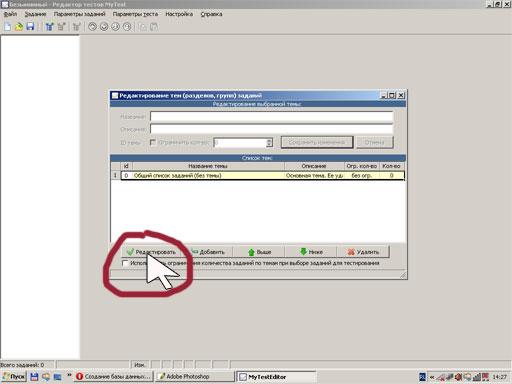 Безымянный - Редактор тестов MyTest
Файл Задание Параметры заданий Параметры теста Настройка Справка
Редактирование тем (разделов, групп) заданий
Редактирование выбранной темы:
Название:
Описание:
ID темы Ограничить кол-во: 0 Сохранить изменения Отмена
Список тем:
id Название темы Описание Огр. кол-во Кол-во
1 0 Общий список заданий (без темы) Основная тема. Ее уда без огр. 0
Редактировать Добавить Выше Ниже Удалить
ограничения количества заданий по темам при выборе заданий для тестирования
Всего заданий: 0 Изм.
Пуск Создание базы данных... Adobe Photoshop MyTestEditor 14:27